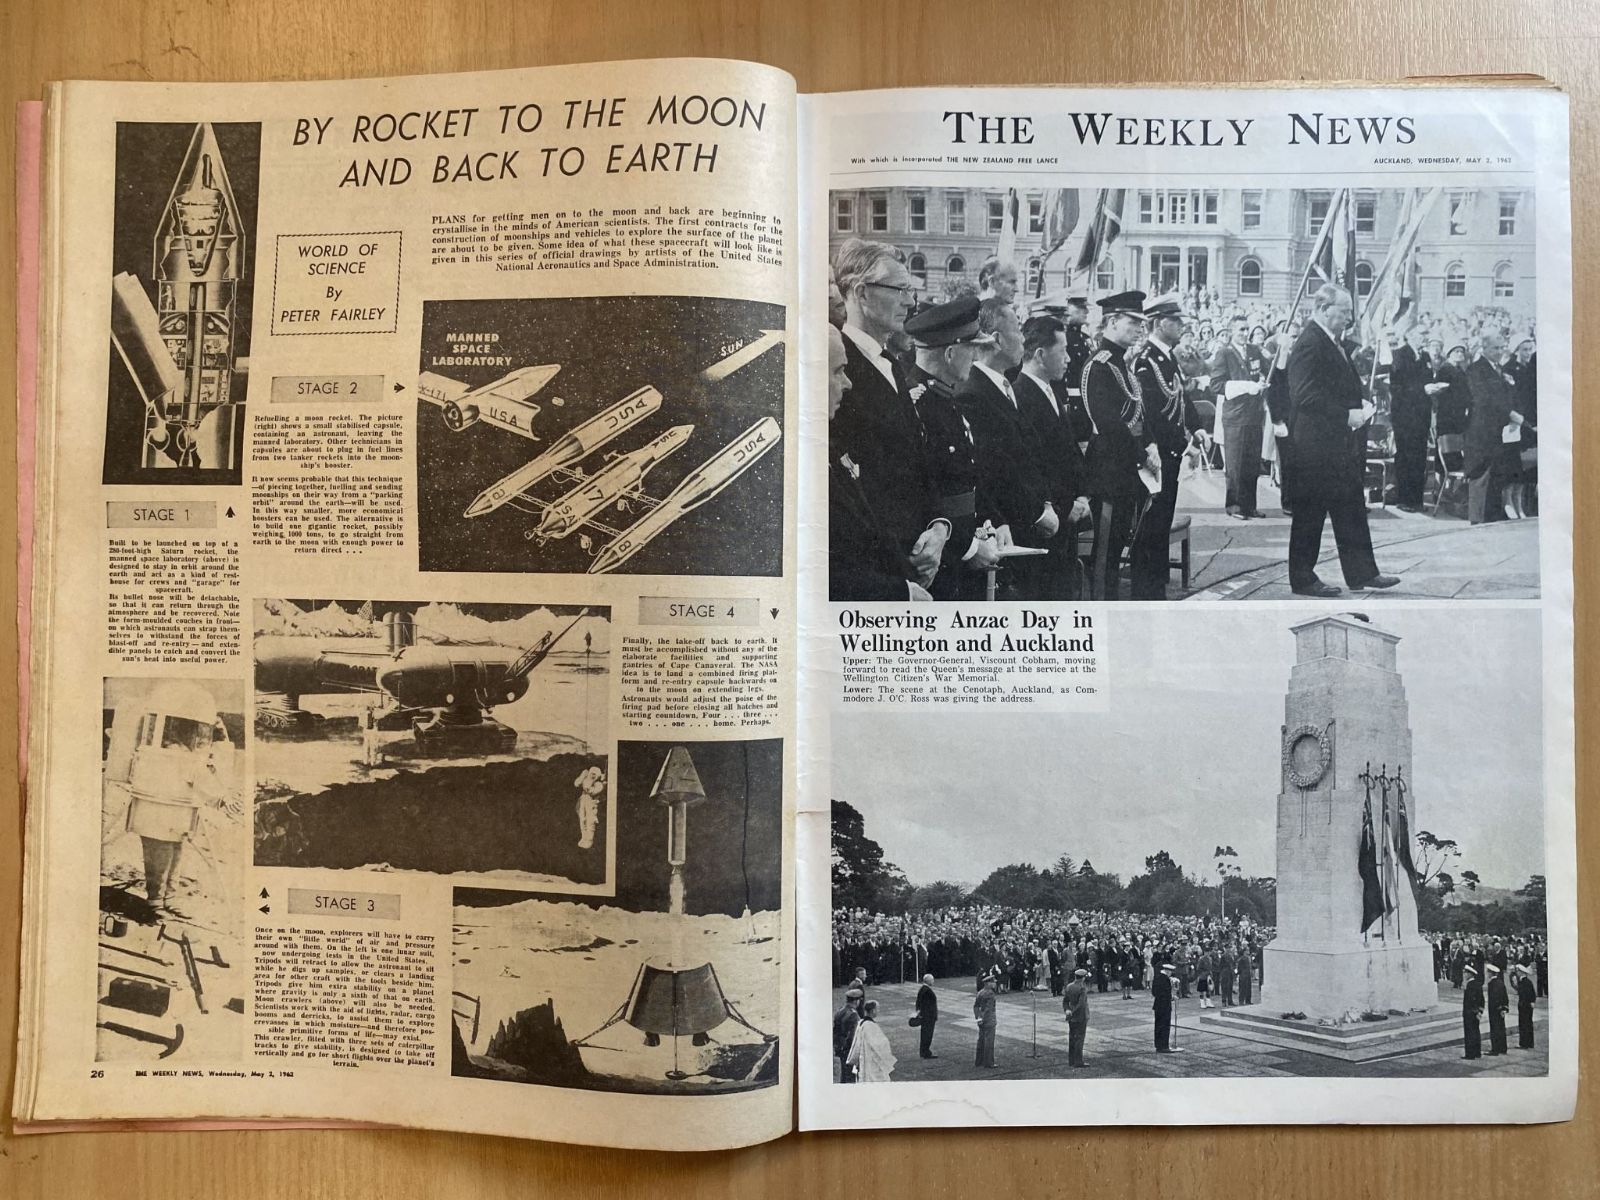 BY ROCKET TO THE MOON
AND BACK TO EARTH
PLANS for getting men on to the moon and back are beginning to
crystallise in the minds of American scientists. The first contracts for the
construction of moonships and vehicles to explore the surface of the planet
are about to be given. Some idea of what these spacecraft will look like is
given in this series of official drawings by artists of the United States
National Aeronautics and Space Administration.
WORLD OF
SCIENCE
By
PETER FAIRLEY
MANNED
SPACE
LABORATORY
SUN
X-171
USA
USA
USA
USA
8
7
USA
8
STAGE 1
Built to be launched on top of a
280-foot-high Saturn rocket, the
manned space laboratory (above) is
designed to stay in orbit around the
earth and act as a kind of rest-
house for crews and "garage" for
spacecraft.
Its bullet nose will be detachable,
so that it can return through the
atmosphere and be recovered. Note
the form-moulded couches in front—
on which astronauts can strap them-
selves to withstand the forces of
blast-off and re-entry — and exten-
dible panels to catch and convert the
sun's heat into useful power.
STAGE 2
Refuelling a moon rocket. The picture
(right) shows a small stabilised capsule,
containing an astronaut, leaving the
manned laboratory. Other technicians in
capsules are about to plug in fuel lines
from two tanker rockets into the moon-
ship's booster.
It now seems probable that this technique
—of piecing together, fuelling and sending
moonships on their way from a "parking
orbit" around the earth—will be used.
In this way smaller, more economical
boosters can be used. The alternative is
to build one gigantic rocket, possibly
weighing 1000 tons, to go straight from
earth to the moon with enough power to
return direct . . .
STAGE 3
Once on the moon, explorers will have to carry
their own "little world" of air and pressure
around with them. On the left is one lunar suit,
now undergoing tests in the United States.
Tripods will retract to allow the astronaut to sit
while he digs up samples, or clears a landing
area for other craft with the tools beside him.
Tripods give him extra stability on a planet
where gravity is only a sixth of that on earth.
Moon crawlers (above) will also be needed.
Scientists work with the aid of lights, radar, cargo
booms and derricks, to assist them to explore
crevasses in which moisture—and therefore pos-
sible primitive forms of life—may exist.
This crawler, fitted with three sets of caterpillar
tracks to give stability, is designed to take off
vertically and go for short flights over the planet's
terrain.
STAGE 4
Finally, the take-off back to earth. It
must be accomplished without any of the
elaborate facilities and supporting
gantries of Cape Canaveral. The NASA
idea is to land a combined firing plat-
form and re-entry capsule backwards on
to the moon on extending legs.
Astronauts would adjust the poise of the
firing pad before closing all hatches and
starting countdown. Four . . . three . . .
two . . . one . . . home. Perhaps.
26 THE WEEKLY NEWS, Wednesday, May 2, 1962
THE WEEKLY NEWS
With which is incorporated THE NEW ZEALAND FREE LANCE
AUCKLAND, WEDNESDAY, MAY 2, 1962
Observing Anzac Day in
Wellington and Auckland
Upper: The Governor-General, Viscount Cobham, moving
forward to read the Queen's message at the service at the
Wellington Citizen's War Memorial.
Lower: The scene at the Cenotaph, Auckland, as Com-
modore J. O'C. Ross was giving the address.